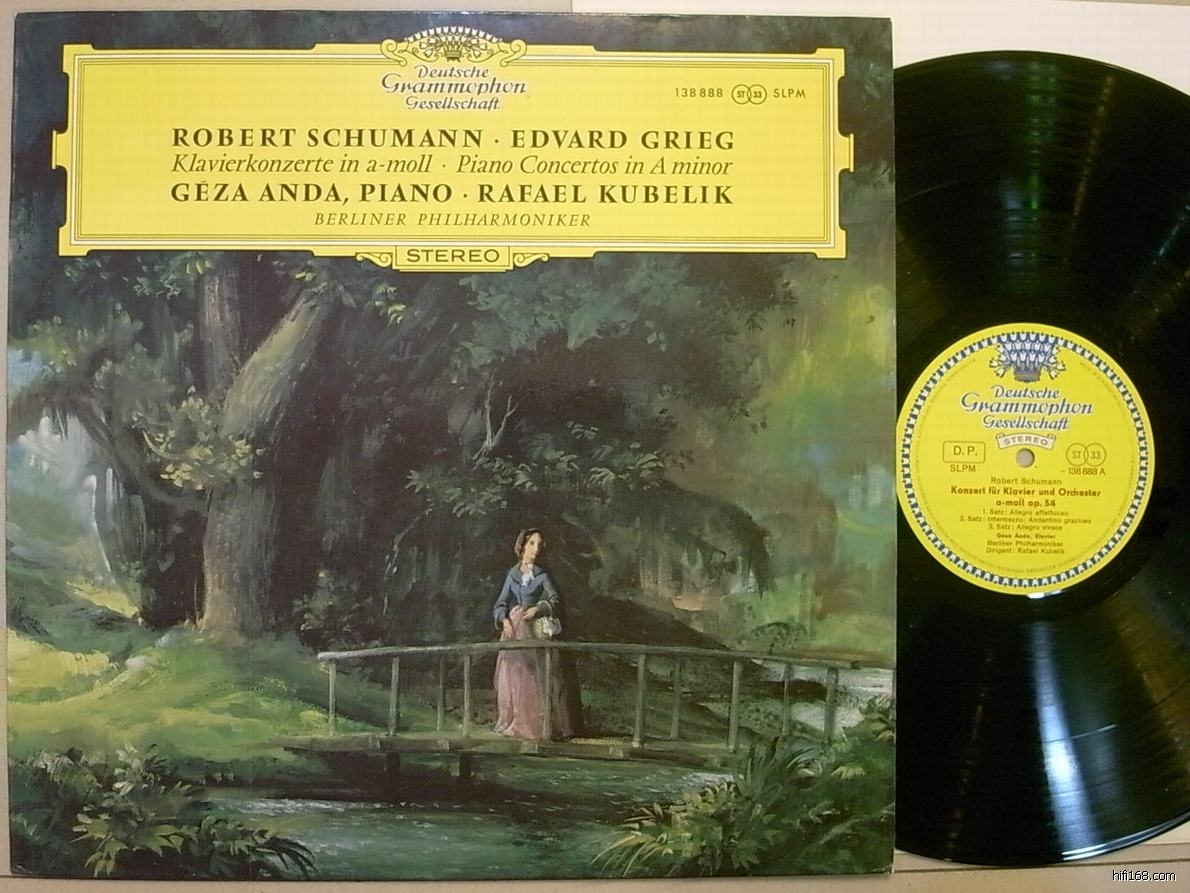 Deutsche
Grammophon
Gesellschaft
138 888 ST 33 SLPM
ROBERT SCHUMANN · EDVARD GRIEG
Klavierkonzerte in a-moll · Piano Concertos in A minor
GÉZA ANDA, PIANO · RAFAEL KUBELIK
BERLINER PHILHARMONIKER
STEREO
Deutsche
Grammophon
Gesellschaft
STEREO
D.P. ST 33
SLPM 138 888 A
Robert Schumann
Konzert für Klavier und Orchester
a-moll op. 54
1. Satz: Allegro affettuoso
2. Satz: Intermezzo: Andantino grazioso
3. Satz: Allegro vivace
Géza Anda, Klavier
Berliner Philharmoniker
Dirigent: Rafael Kubelik
hifi168.com